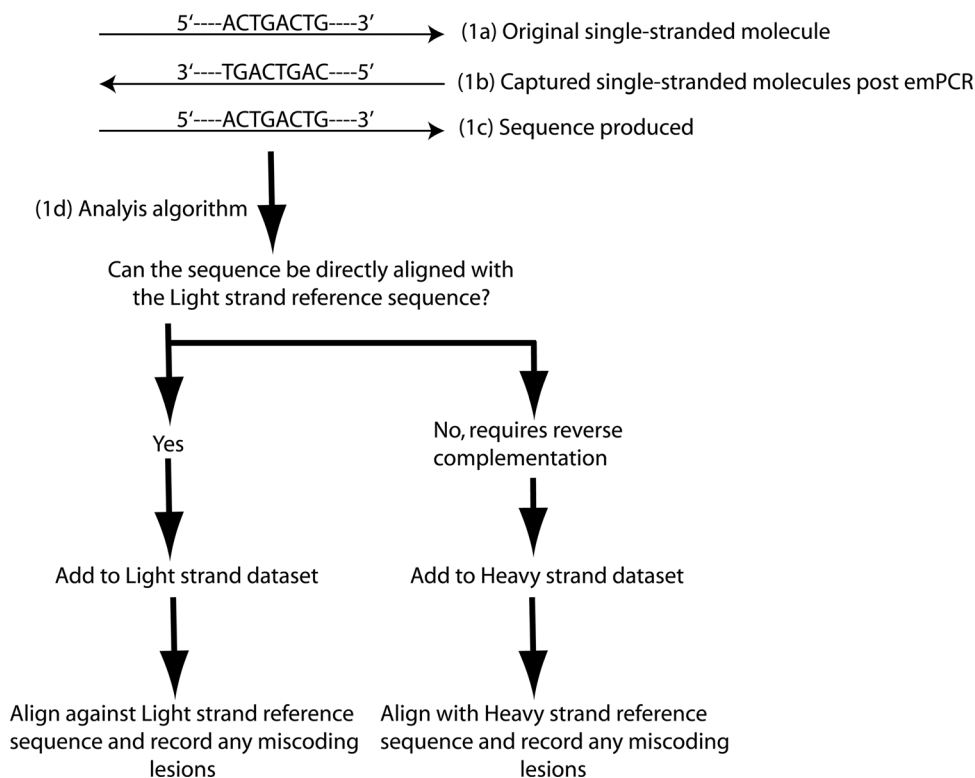 5‘----ACTGACTG----3’
(1a) Original single-stranded molecule
3‘----TGACTGAC----5’
(1b) Captured single-stranded molecules post emPCR
5‘----ACTGACTG----3’
(1c) Sequence produced
(1d) Analyis algorithm
Can the sequence be directly aligned with
the Light strand reference sequence?
Yes
No, requires reverse
complementation
Add to Light strand dataset
Add to Heavy strand dataset
Align against Light strand reference
sequence and record any miscoding
lesions
Align with Heavy strand reference
sequence and record any miscoding
lesions